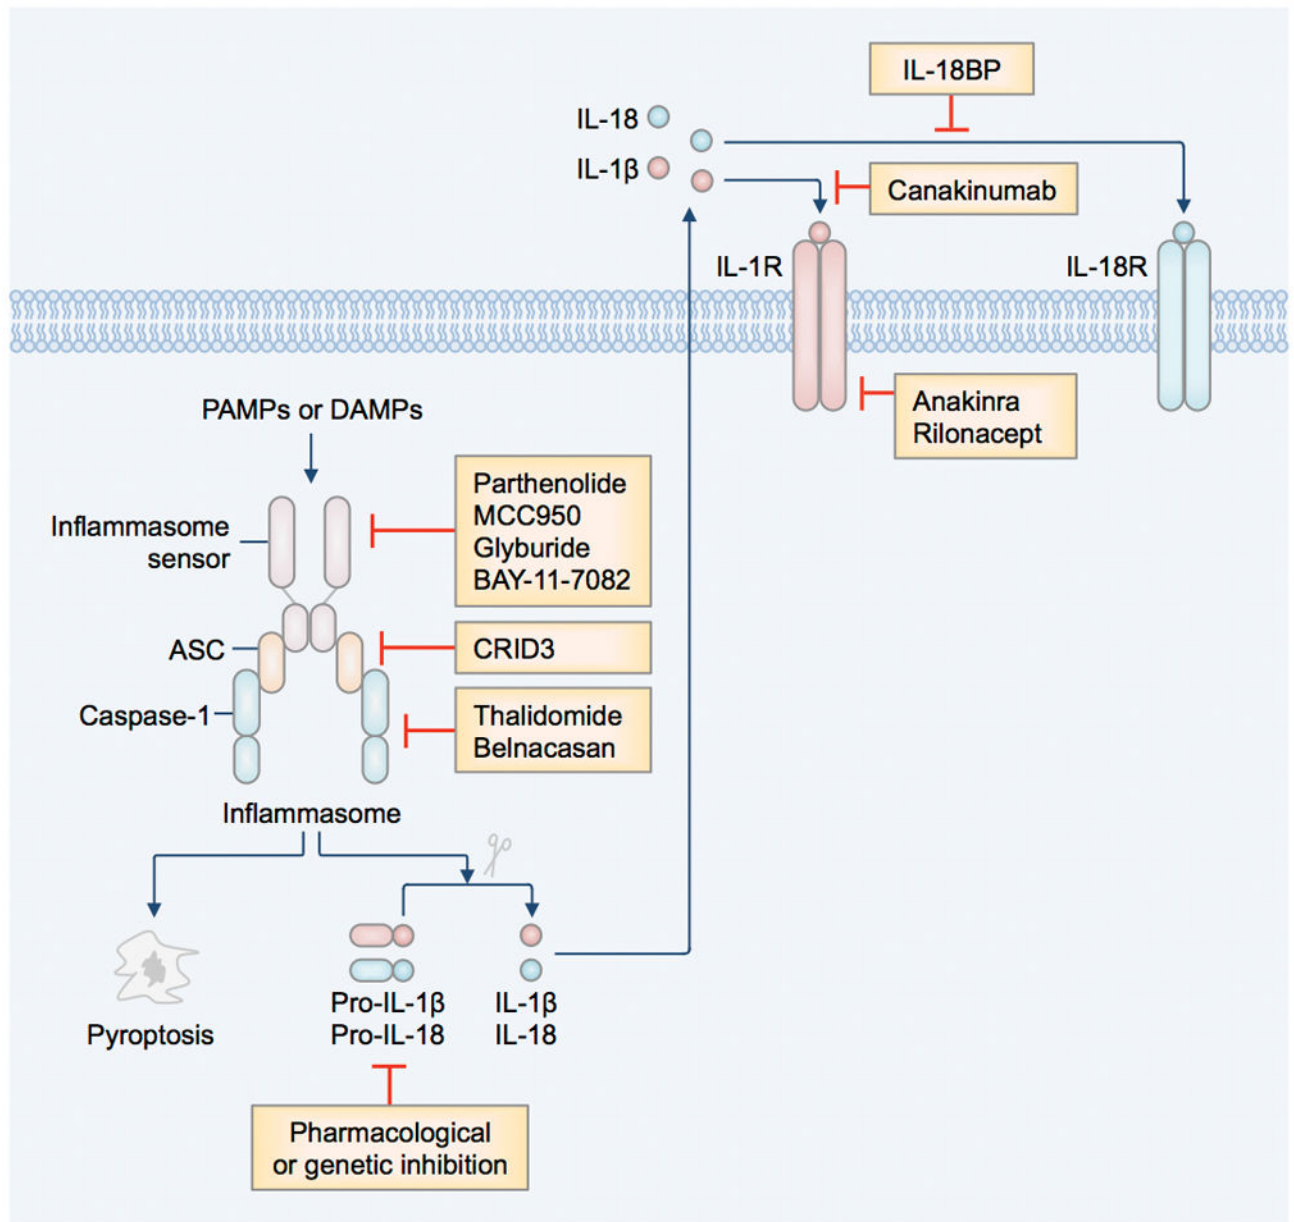 IL-18BP
IL-18
IL-1β
Canakinumab
IL-1R
IL-18R
PAMPs or DAMPs
Anakinra
Rilonacept
Parthenolide
MCC950
Glyburide
BAY-11-7082
Inflammasome
sensor
ASC
CRID3
Caspase-1
Thalidomide
Belnacasan
Inflammasome
Pro-IL-1β
Pro-IL-18
IL-1β
IL-18
Pyroptosis
Pharmacological
or genetic inhibition